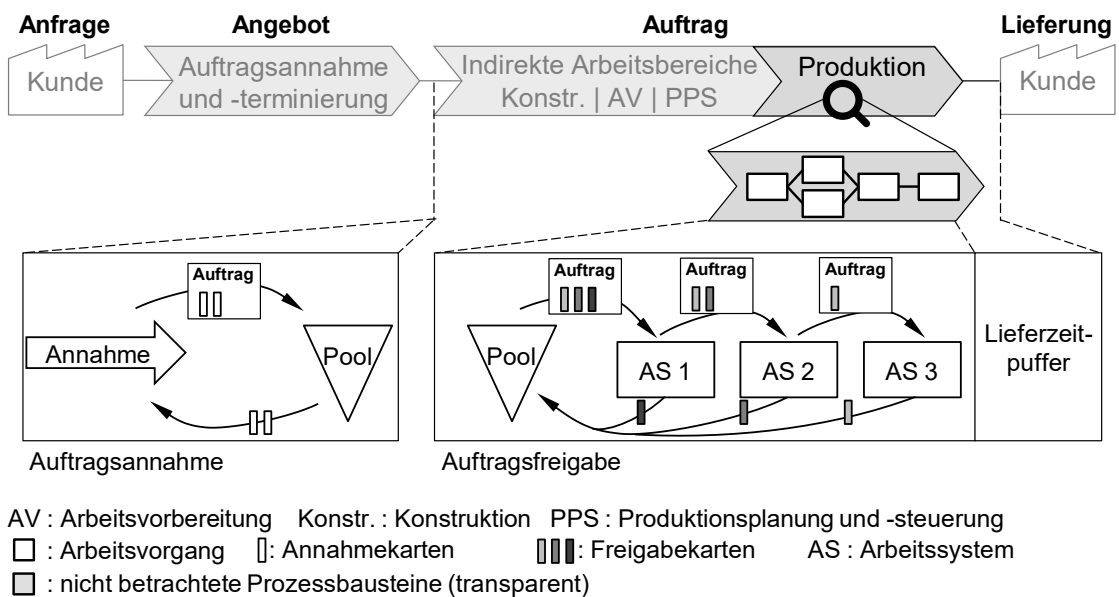 Anfrage Angebot Auftrag Lieferung
Kunde
Auftragsannahme
und -terminierung
Indirekte Arbeitsbereiche
Konstr. | AV | PPS
Produktion
Kunde
Auftrag
Annahme
Pool
Auftragsannahme
Auftrag
Auftrag
Auftrag
Pool
AS 1
AS 2
AS 3
Lieferzeit-
puffer
Auftragsfreigabe
AV : Arbeitsvorbereitung Konstr. : Konstruktion PPS : Produktionsplanung und -steuerung
: Arbeitsvorgang : Annahmekarten : Freigabekarten AS : Arbeitssystem
: nicht betrachtete Prozessbausteine (transparent)